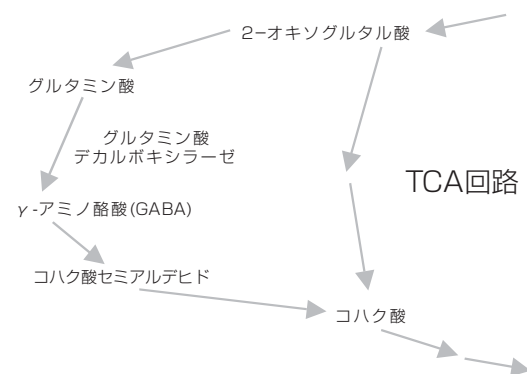 2−オキソグルタル酸
グルタミン酸
グルタミン酸
デカルボキシラーゼ
TCA回路
γ-アミノ酪酸(GABA)
コハク酸セミアルデヒド
コハク酸